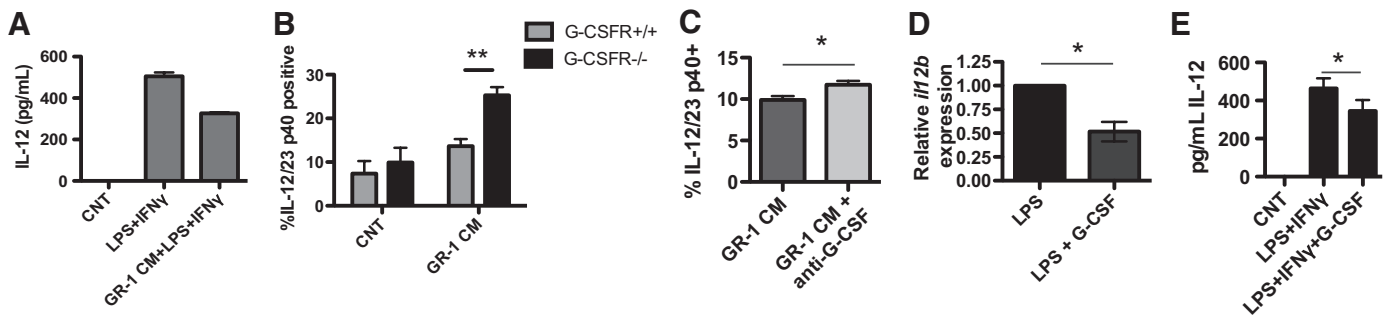 A
IL-12 (pg/mL)
600
400
200
0
CNT
LPS+IFNγ
GR-1 CM+LPS+IFNγ
B
G-CSFR+/+
G-CSFR-/-
%IL-12/23 p40 positive
30
20
10
0
**
CNT
GR-1 CM
C
% IL-12/23 p40+
15
10
5
0
*
GR-1 CM
GR-1 CM +
anti-G-CSF
D
Relative il12b
expression
1.25
1.00
0.75
0.50
0.25
0.00
*
LPS
LPS + G-CSF
E
pg/mL IL-12
600
400
200
0
*
CNT
LPS+IFNγ
LPS+IFNγ+G-CSF